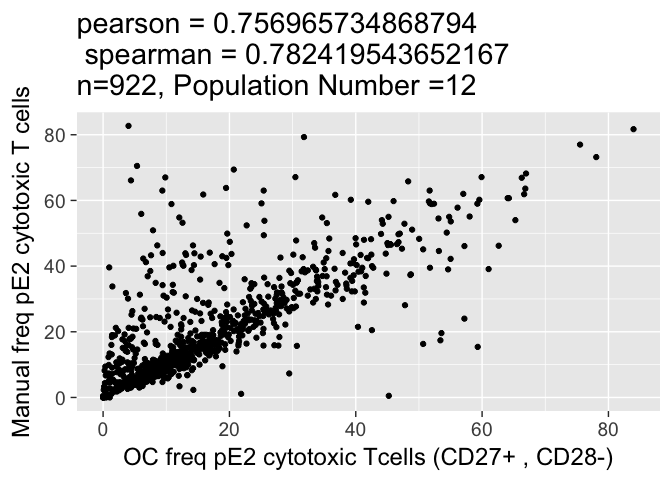 pearson = 0.756965734868794
spearman = 0.782419543652167
n=922, Population Number =12
Manual freq pE2 cytotoxic T cells
80
60
40
20
0
0 20 40 60 80
OC freq pE2 cytotoxic Tcells (CD27+ , CD28-)